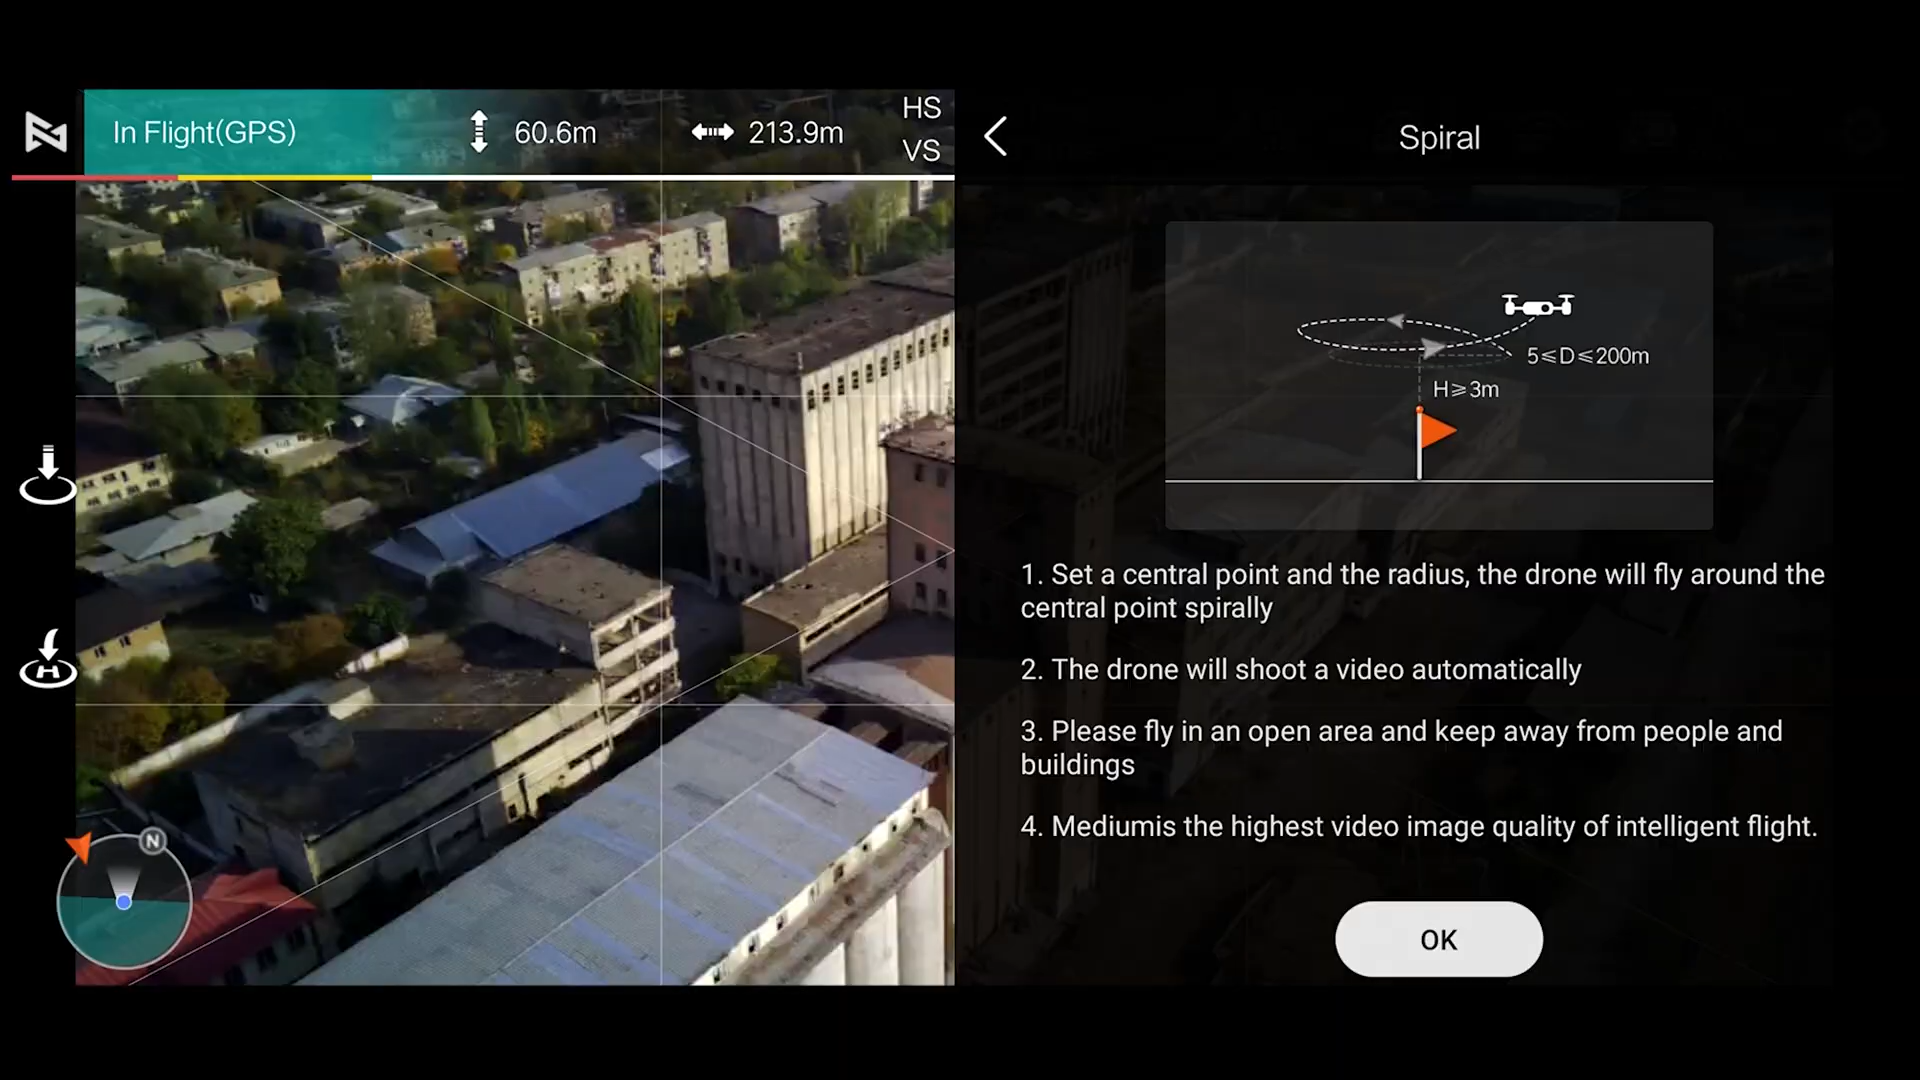 In Flight(GPS)
60.6m
213.9m
HS
VS
N
H
Spiral
5≤D≤200m
H≥3m
1. Set a central point and the radius, the drone will fly around the
central point spirally
2. The drone will shoot a video automatically
3. Please fly in an open area and keep away from people and
buildings
4. Mediumis the highest video image quality of intelligent flight.
OK